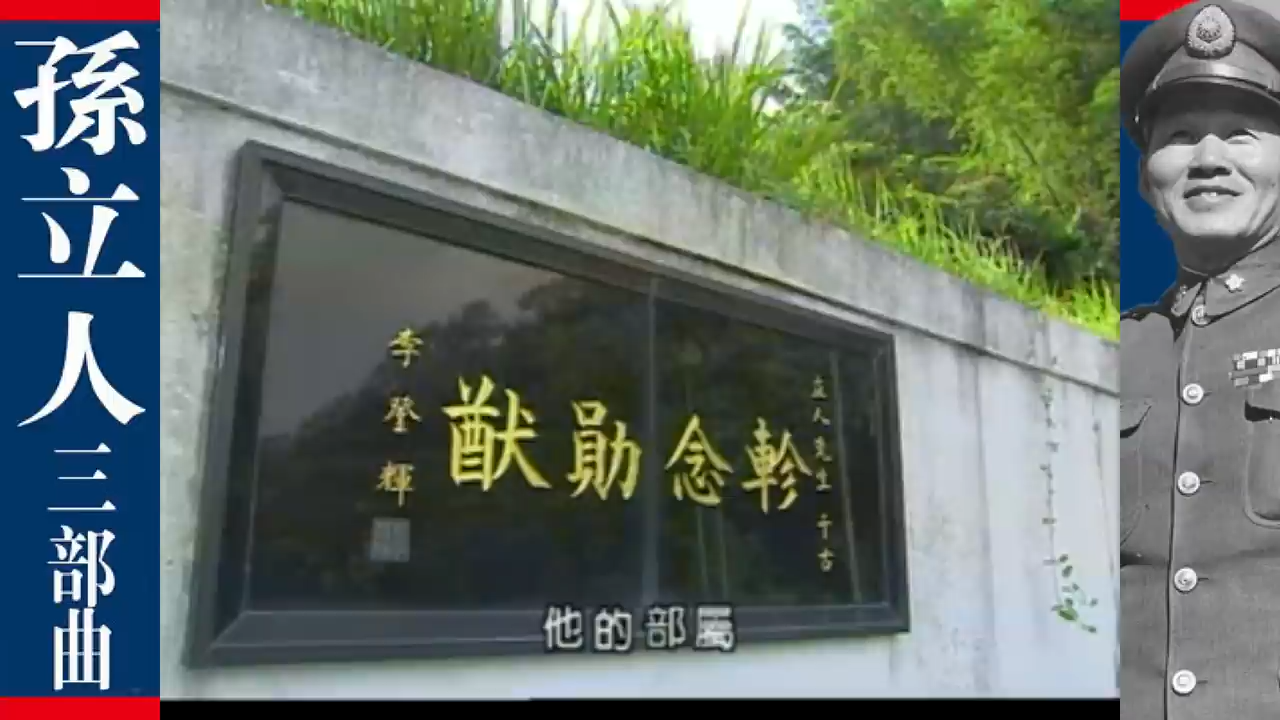 孫立人三部曲
立人先生千古
軫念勛猷
李登輝
他的部屬